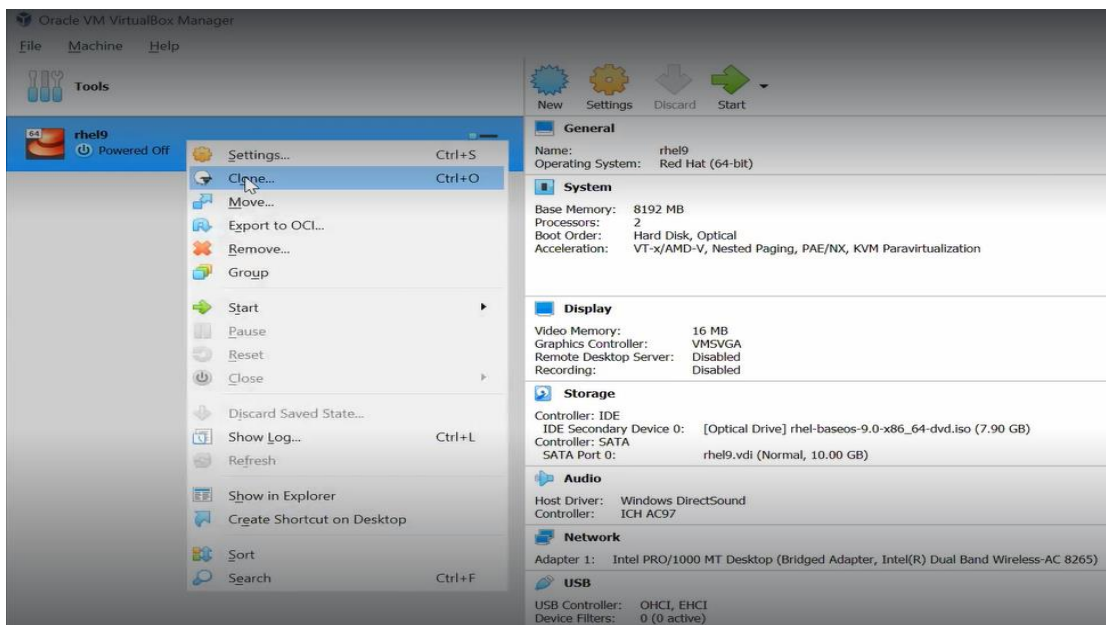 Oracle VM VirtualBox Manager
File Machine Help
Tools
New Settings Discard Start
64
rhel9
Powered Off
Settings... Ctrl+S
Clone... Ctrl+O
Move...
Export to OCI...
Remove...
Group
Start
Pause
Reset
Close
Discard Saved State...
Show Log... Ctrl+L
Refresh
Show in Explorer
Create Shortcut on Desktop
Sort
Search Ctrl+F
General
Name: rhel9
Operating System: Red Hat (64-bit)
System
Base Memory: 8192 MB
Processors: 2
Boot Order: Hard Disk, Optical
Acceleration: VT-x/AMD-V, Nested Paging, PAE/NX, KVM Paravirtualization
Display
Video Memory: 16 MB
Graphics Controller: VMSVGA
Remote Desktop Server: Disabled
Recording: Disabled
Storage
Controller: IDE
IDE Secondary Device 0: [Optical Drive] rhel-baseos-9.0-x86_64-dvd.iso (7.90 GB)
Controller: SATA
SATA Port 0: rhel9.vdi (Normal, 10.00 GB)
Audio
Host Driver: Windows DirectSound
Controller: ICH AC97
Network
Adapter 1: Intel PRO/1000 MT Desktop (Bridged Adapter, Intel(R) Dual Band Wireless-AC 8265)
USB
USB Controller: OHCI, EHCI
Device Filters: 0 (0 active)